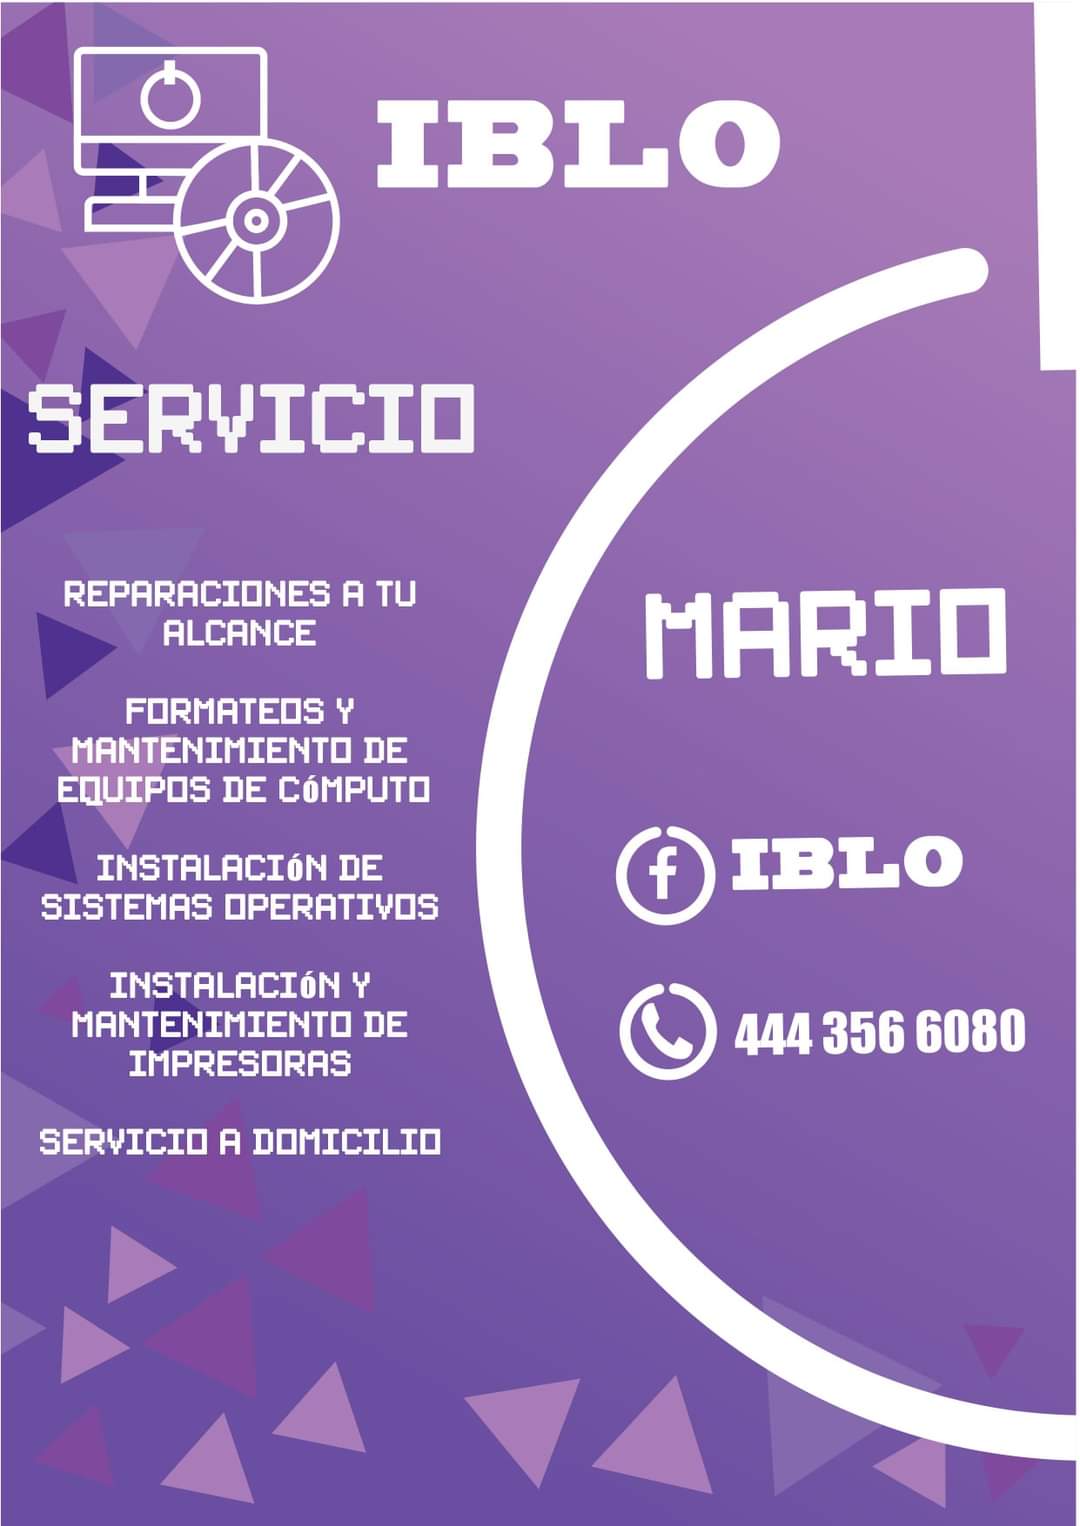 IBLO
SERVICIO
REPARACIONES A TU
ALCANCE
FORMATEOS Y
MANTENIMIENTO DE
EQUIPOS DE CóMPUTO
INSTALACIóN DE
SISTEMAS OPERATIVOS
INSTALACIóN Y
MANTENIMIENTO DE
IMPRESORAS
SERVICIO A DOMICILIO
MARIO
IBLO
444 356 6080